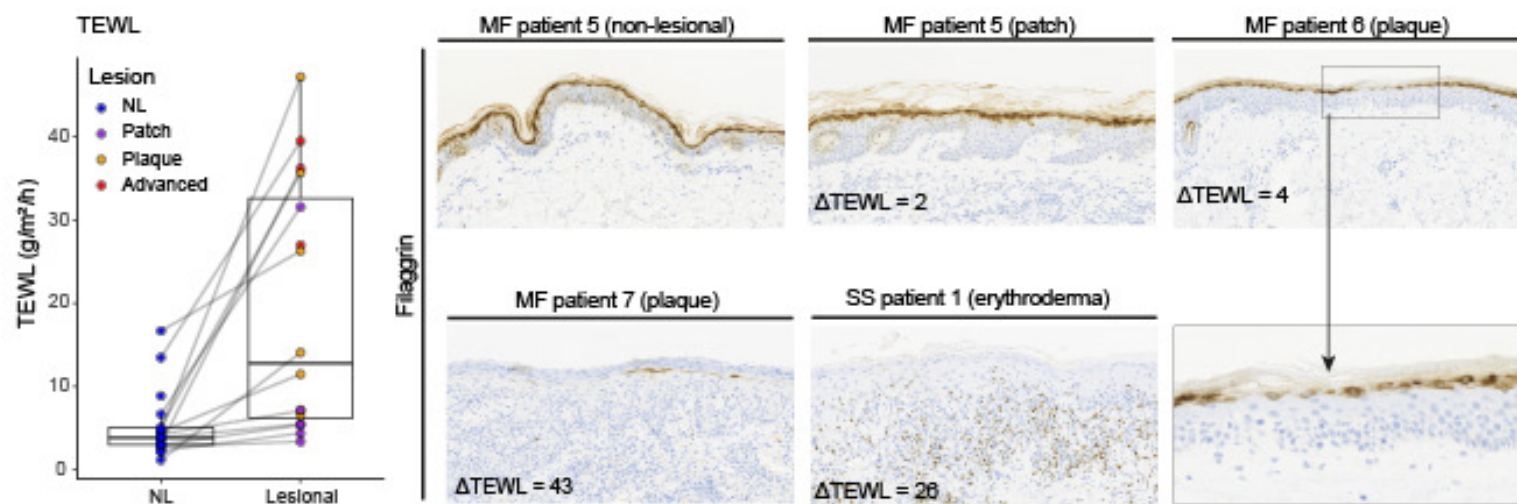 TEWL
Lesion
NL
Patch
Plaque
Advanced
TEWL (g/m²/h)
40
30
20
10
0
NL
Lesional
Filaggrin
MF patient 5 (non-lesional)
MF patient 5 (patch)
ΔTEWL = 2
MF patient 6 (plaque)
ΔTEWL = 4
MF patient 7 (plaque)
ΔTEWL = 43
SS patient 1 (erythroderma)
ΔTEWL = 26